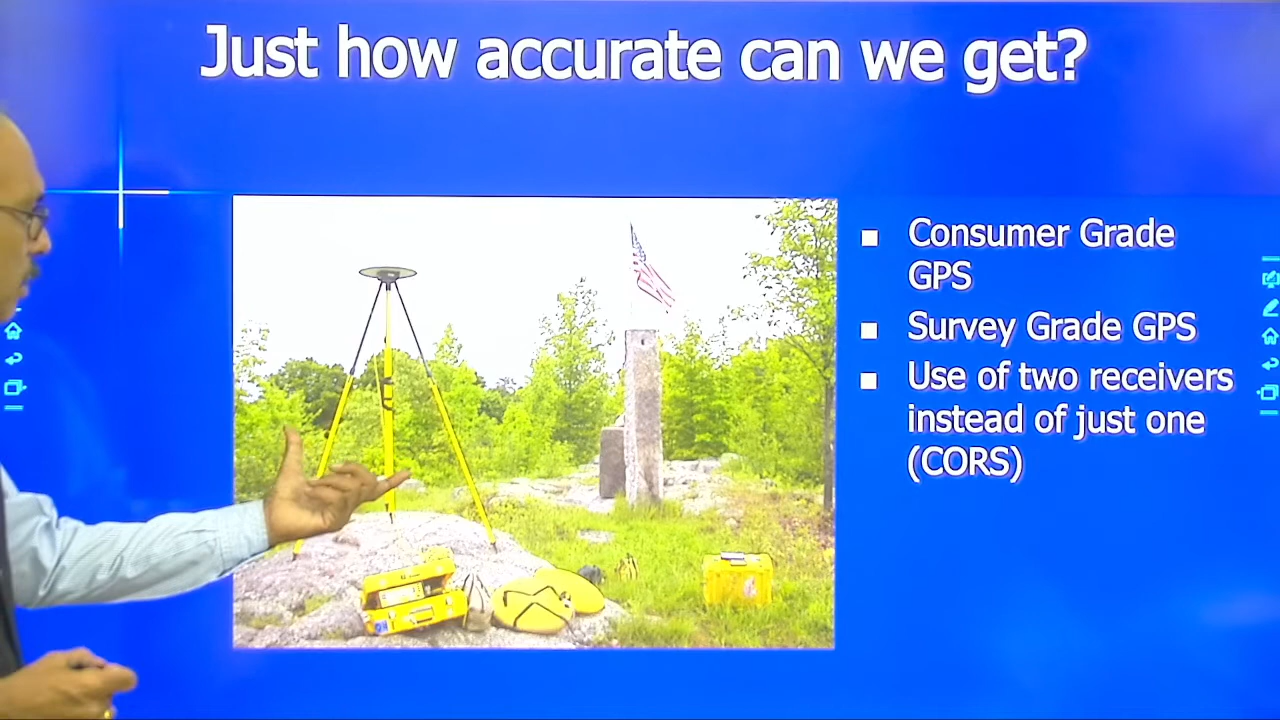 Just how accurate can we get?
Consumer Grade
GPS
Survey Grade GPS
Use of two receivers
instead of just one
(CORS)